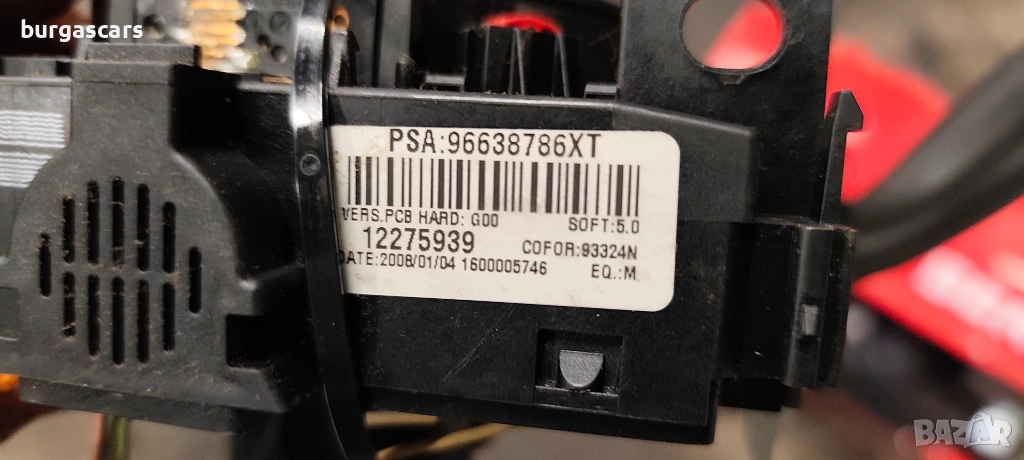 burgascars
PSA:96638786XT
VERS.PCB HARD: G00 SOFT:5.0
12275939 COFOR:93324N
DATE:2008/01/04 1600005746 EQ.:M
BAZAR